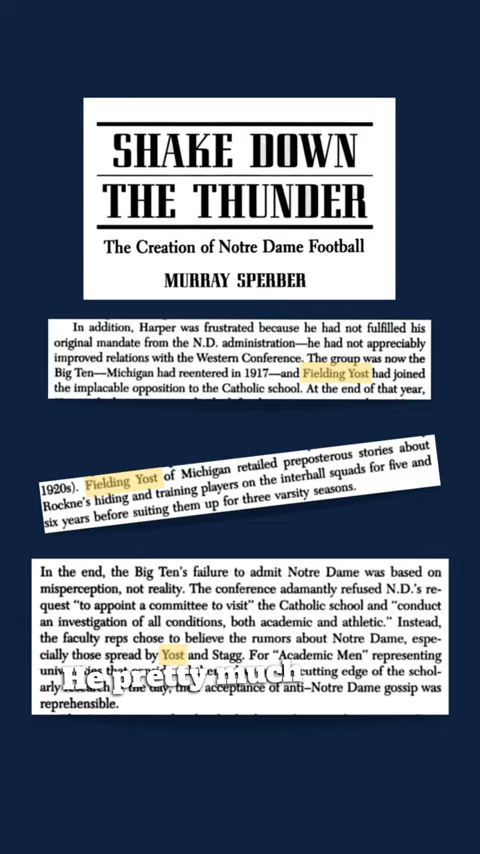 SHAKE DOWN
THE THUNDER
The Creation of Notre Dame Football
MURRAY SPERBER
In addition, Harper was frustrated because he had not fulfilled his
original mandate from the N.D. administration—he had not appreciably
improved relations with the Western Conference. The group was now the
Big Ten—Michigan had reentered in 1917—and Fielding Yost had joined
the implacable opposition to the Catholic school. At the end of that year,
1920s). Fielding Yost of Michigan retailed preposterous stories about
Rockne's hiding and training players on the interhall squads for five and
six years before suiting them up for three varsity seasons.
In the end, the Big Ten's failure to admit Notre Dame was based on
misperception, not reality. The conference adamantly refused N.D.'s re-
quest "to appoint a committee to visit" the Catholic school and "conduct
an investigation of all conditions, both academic and athletic." Instead,
the faculty reps chose to believe the rumors about Notre Dame, espe-
cially those spread by Yost and Stagg. For "Academic Men" representing
cutting edge of the schol-
He pretty much
the day, acceptance of anti–Notre Dame gossip was
reprehensible.